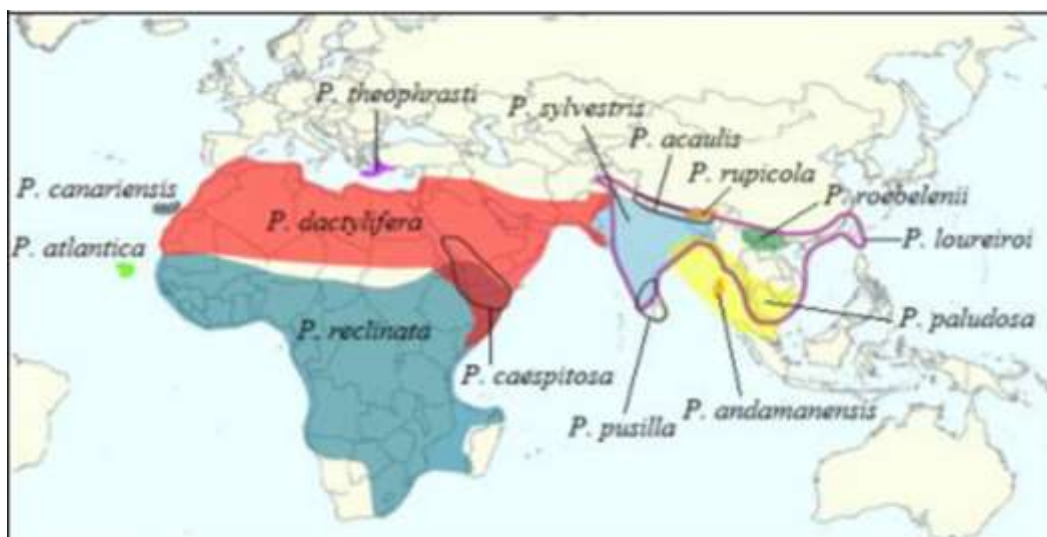 P. theophrasti
P. sylvestris
P. acaulis
P. rupicola
P. canariensis
P. roebelenii
P. dactylifera
P. loureiroi
P. atlantica
P. reclinata
P. paludosa
P. caespitosa
P. andamanensis
P. pusilla